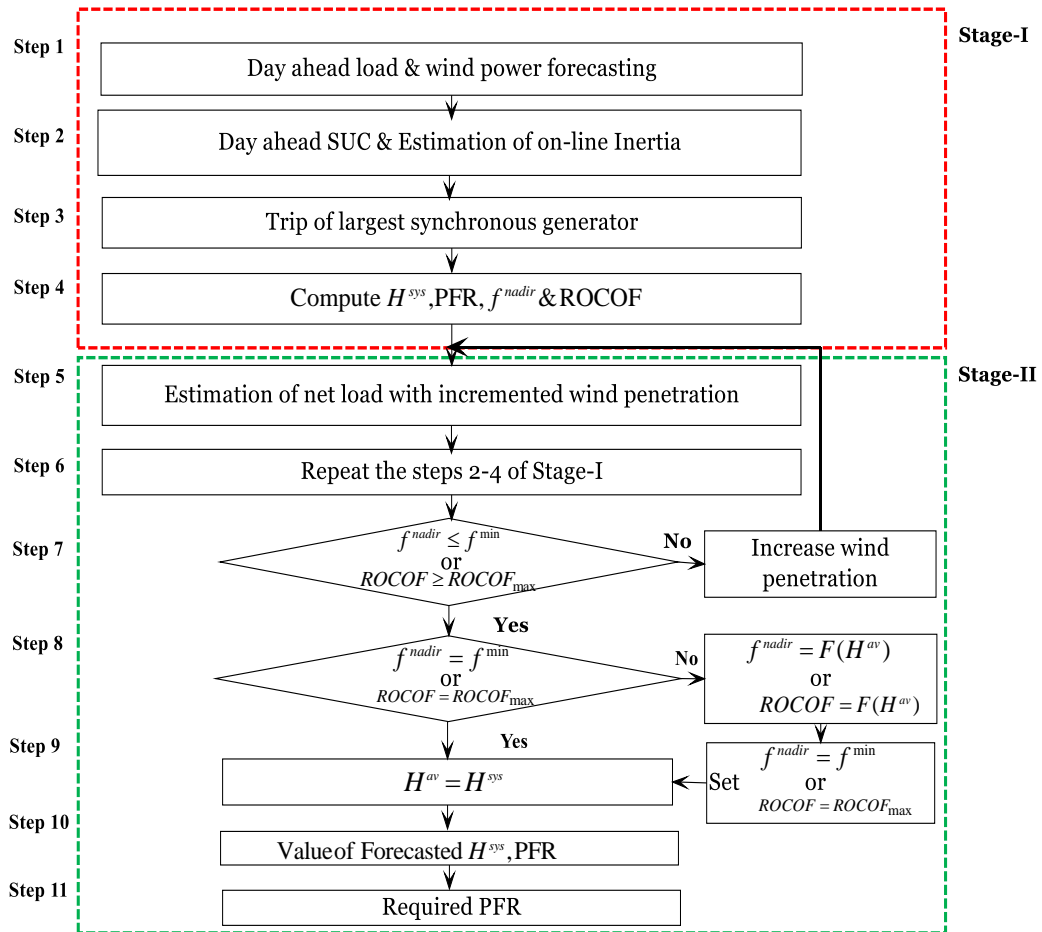 Stage-I
Step 1
Day ahead load & wind power forecasting
Step 2
Day ahead SUC & Estimation of on-line Inertia
Step 3
Trip of largest synchronous generator
Step 4
Compute H^sys,PFR, f^nadir & ROCOF
Stage-II
Step 5
Estimation of net load with incremented wind penetration
Step 6
Repeat the steps 2-4 of Stage-I
Step 7
f^nadir ≤ f^min
or
ROCOF ≥ ROCOF_max
No
Increase wind
penetration
Yes
Step 8
f^nadir = f^min
or
ROCOF = ROCOF_max
No
f^nadir = F(H^av)
or
ROCOF = F(H^av)
Yes
Step 9
H^av = H^sys
f^nadir = f^min
Set or
ROCOF = ROCOF_max
Step 10
Value of Forecasted H^sys,PFR
Step 11
Required PFR